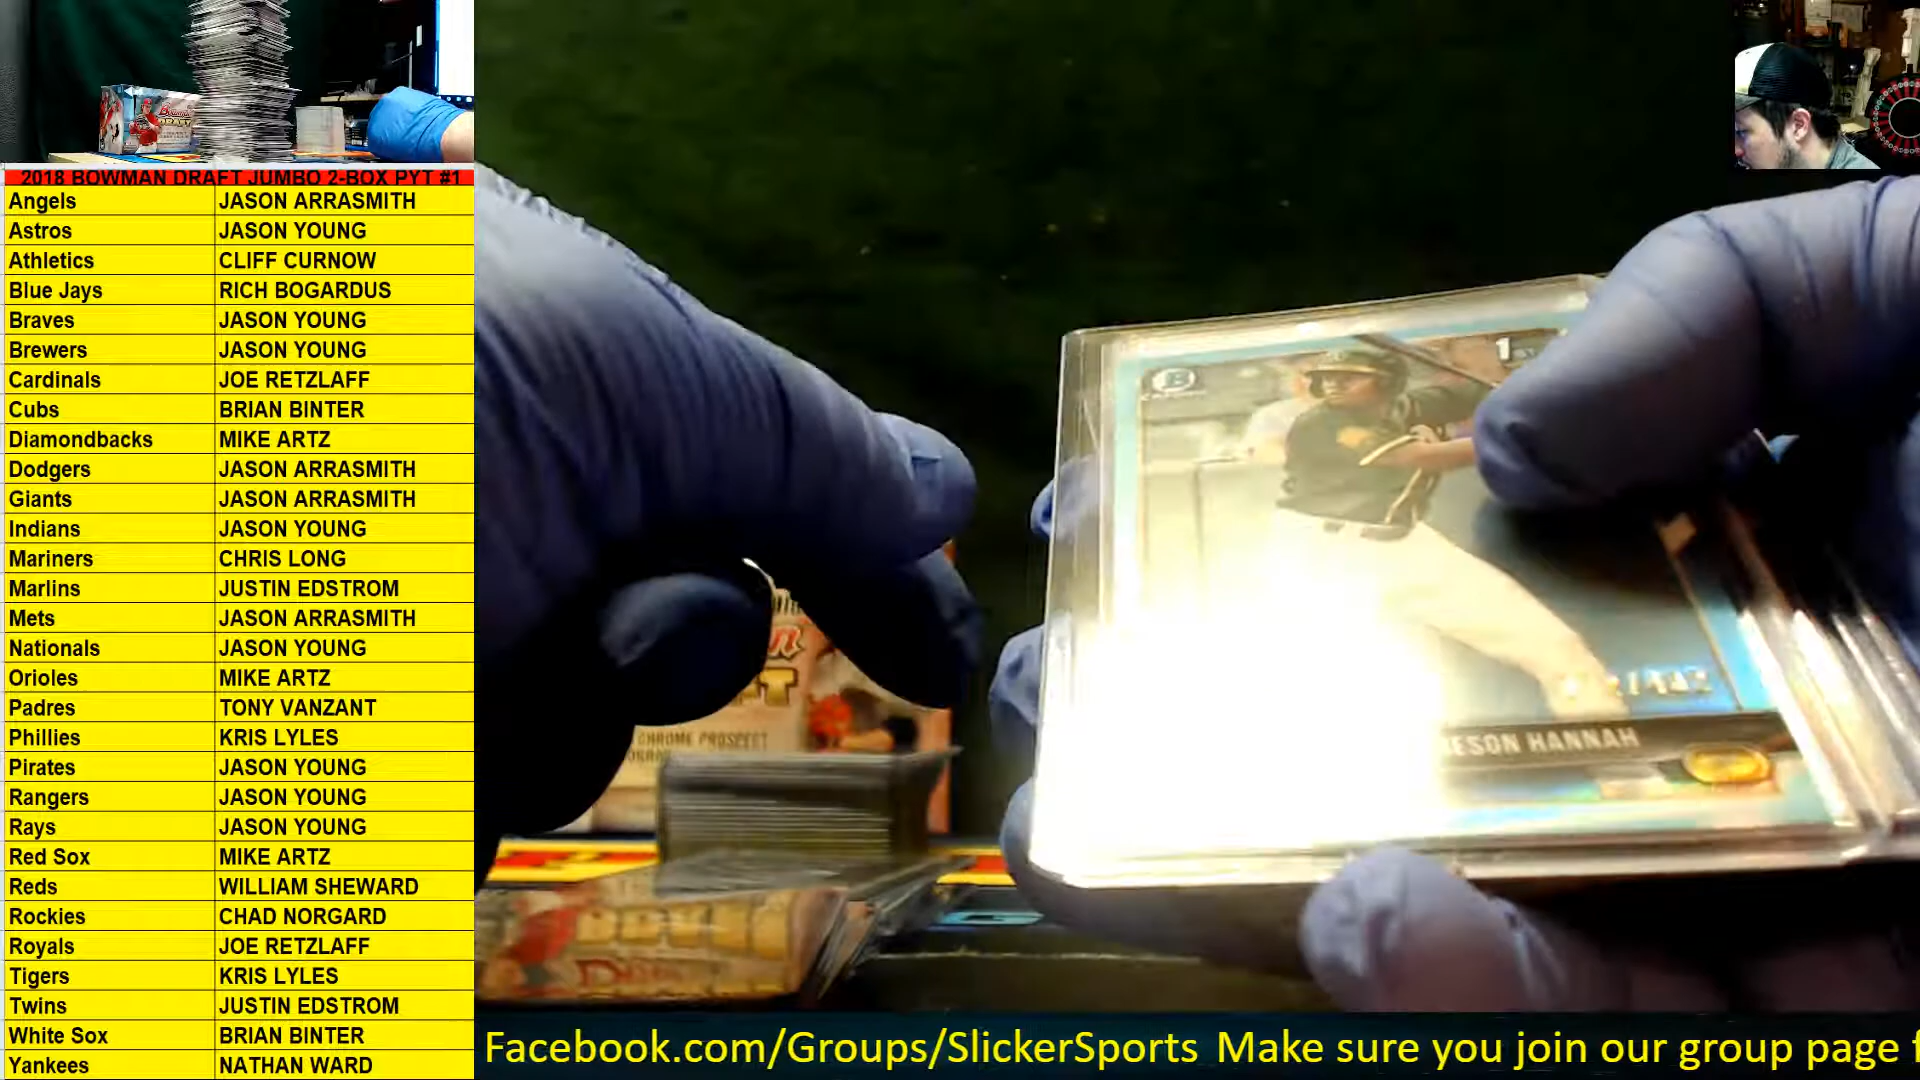 2018 BOWMAN DRAFT JUMBO 2-BOX PYT #1
Angels JASON ARRASMITH
Astros JASON YOUNG
Athletics CLIFF CURNOW
Blue Jays RICH BOGARDUS
Braves JASON YOUNG
Brewers JASON YOUNG
Cardinals JOE RETZLAFF
Cubs BRIAN BINTER
Diamondbacks MIKE ARTZ
Dodgers JASON ARRASMITH
Giants JASON ARRASMITH
Indians JASON YOUNG
Mariners CHRIS LONG
Marlins JUSTIN EDSTROM
Mets JASON ARRASMITH
Nationals JASON YOUNG
Orioles MIKE ARTZ
Padres TONY VANZANT
Phillies KRIS LYLES
Pirates JASON YOUNG
Rangers JASON YOUNG
Rays JASON YOUNG
Red Sox MIKE ARTZ
Reds WILLIAM SHEWARD
Rockies CHAD NORGARD
Royals JOE RETZLAFF
Tigers KRIS LYLES
Twins JUSTIN EDSTROM
White Sox BRIAN BINTER
Yankees NATHAN WARD
B
1
ESON HANNAH
CHROME PROSPECT
Facebook.com/Groups/SlickerSports Make sure you join our group page f